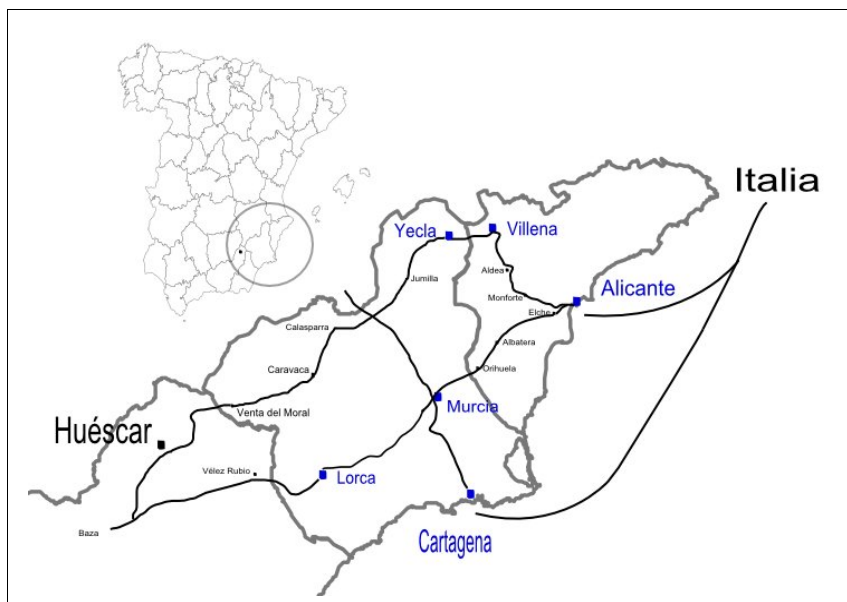 Italia
Yecla
Villena
Aldea
Jumilla
Monforte
Alicante
Elche
Calasparra
Albatera
Caravaca
Orihuela
Murcia
Venta del Moral
Huéscar
Vélez Rubio
Lorca
Baza
Cartagena